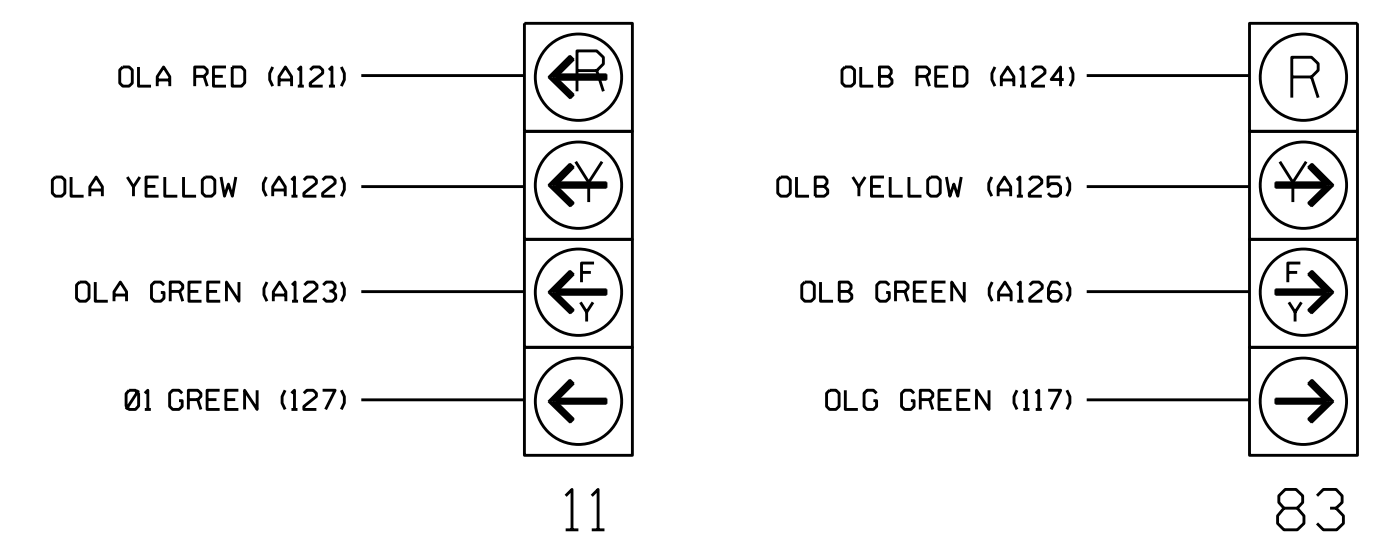 OLA RED (A121)
R
OLA YELLOW (A122)
Y
OLA GREEN (A123)
F
Y
Ø1 GREEN (127)
11
OLB RED (A124)
R
OLB YELLOW (A125)
Y
OLB GREEN (A126)
F
Y
OLG GREEN (117)
83